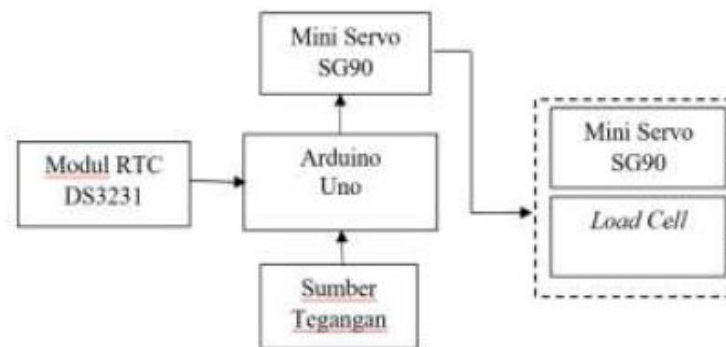 Mini Servo
SG90
Modul RTC
DS3231
Arduino
Uno
Mini Servo
SG90
Load Cell
Sumber
Tegangan